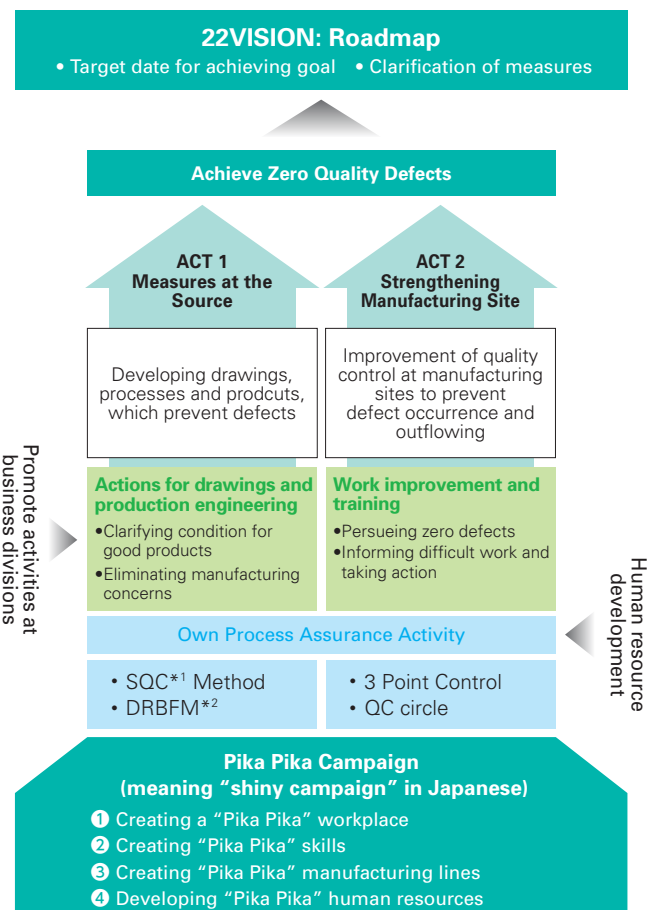 22VISION: Roadmap
• Target date for achieving goal • Clarification of measures
Achieve Zero Quality Defects
ACT 1
Measures at the
Source
Developing drawings,
processes and prodcuts,
which prevent defects
Actions for drawings and
production engineering
•Clarifying condition for
good products
•Eliminating manufacturing
concerns
ACT 2
Strengthening
Manufacturing Site
Improvement of quality
control at manufacturing
sites to prevent
defect occurrence and
outflowing
Work improvement and
training
•Persueing zero defects
•Informing difficult work and
taking action
Promote activities at
business divisions
Human resource
development
Own Process Assurance Activity
• SQC*1 Method
• DRBFM*2
• 3 Point Control
• QC circle
Pika Pika Campaign
(meaning “shiny campaign” in Japanese)
❶ Creating a “Pika Pika” workplace
❷ Creating “Pika Pika” skills
❸ Creating “Pika Pika” manufacturing lines
❹ Developing “Pika Pika” human resources